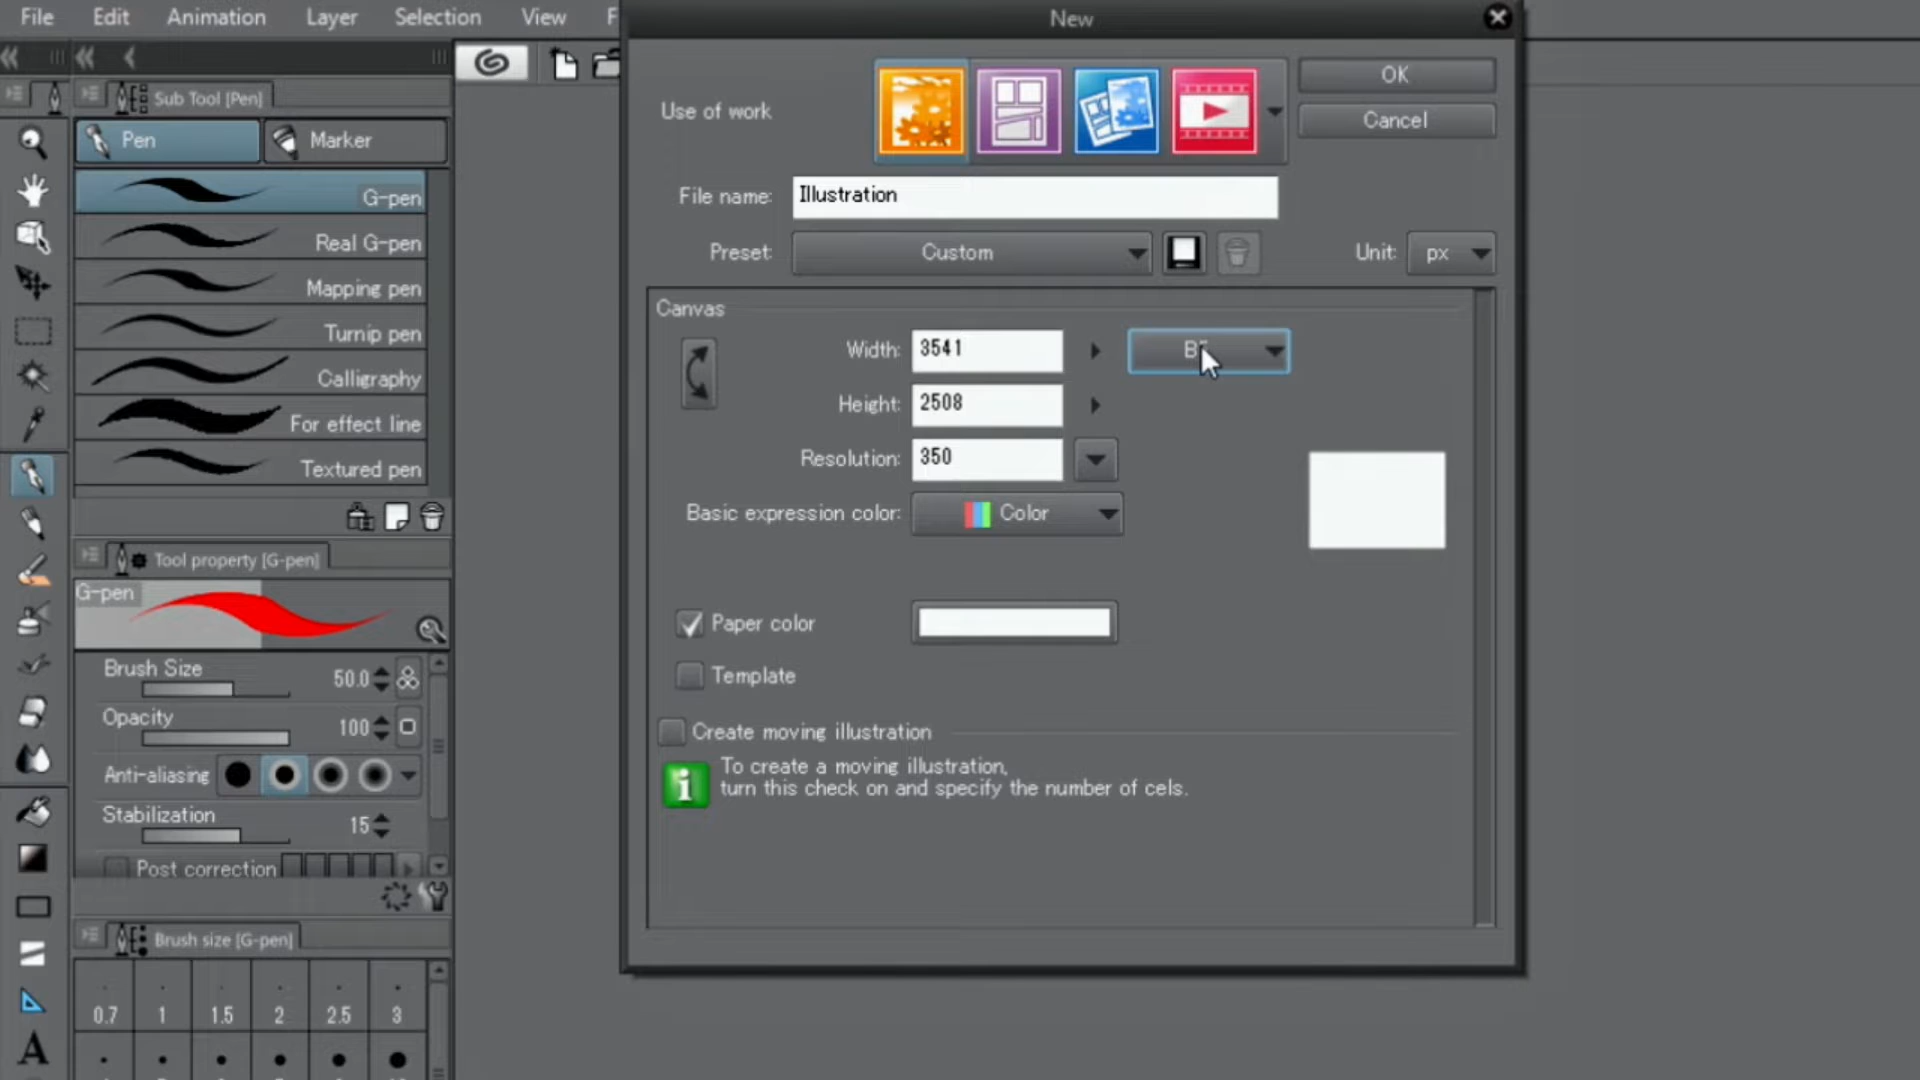 File Edit Animation Layer Selection View F
New
Sub Tool [Pen]
Pen Marker
G-pen
Real G-pen
Mapping pen
Turnip pen
Calligraphy
For effect line
Textured pen
Tool property [G-pen]
G-pen
Brush Size 50.0
Opacity 100
Anti-aliasing
Stabilization 15
Post correction
Brush size [G-pen]
0.7 1 1.5 2 2.5 3
A
Use of work
OK
Cancel
File name: Illustration
Preset: Custom
Unit: px
Canvas
Width: 3541
Height: 2508
Resolution: 350
Basic expression color: Color
Paper color
Template
Create moving illustration
To create a moving illustration,
turn this check on and specify the number of cels.